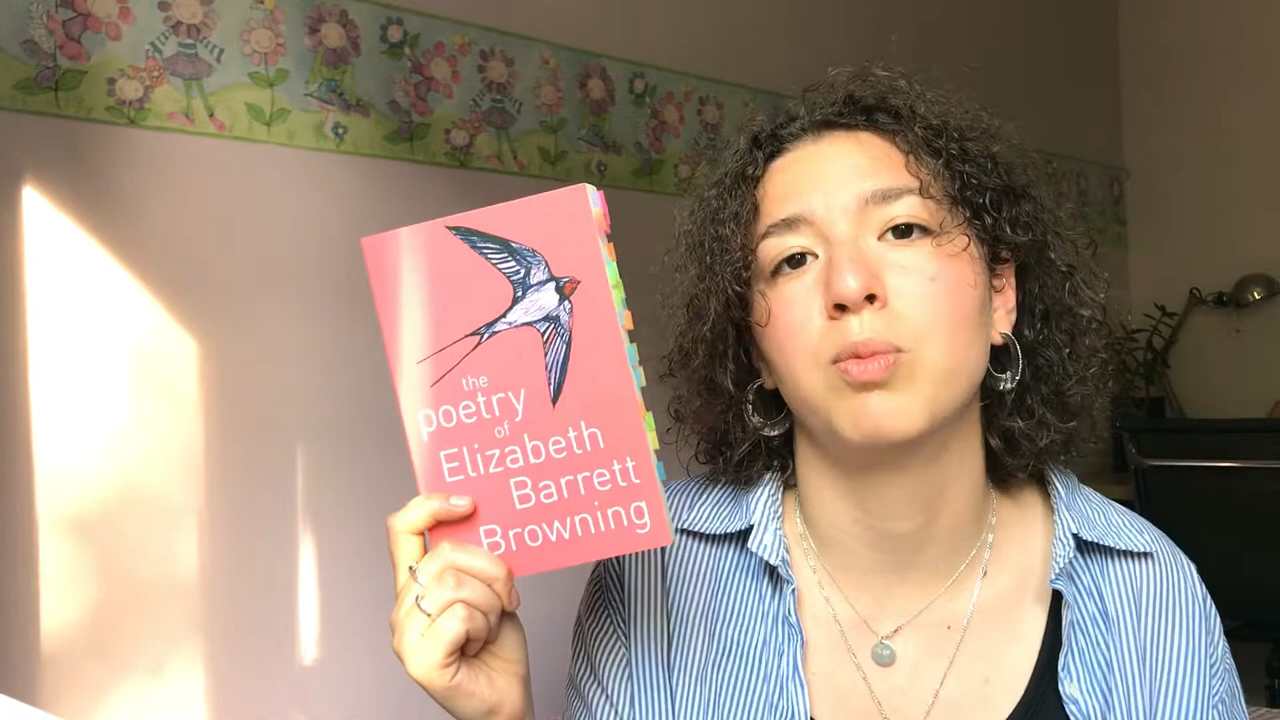 the
poetry
of
Elizabeth
Barrett
Browning